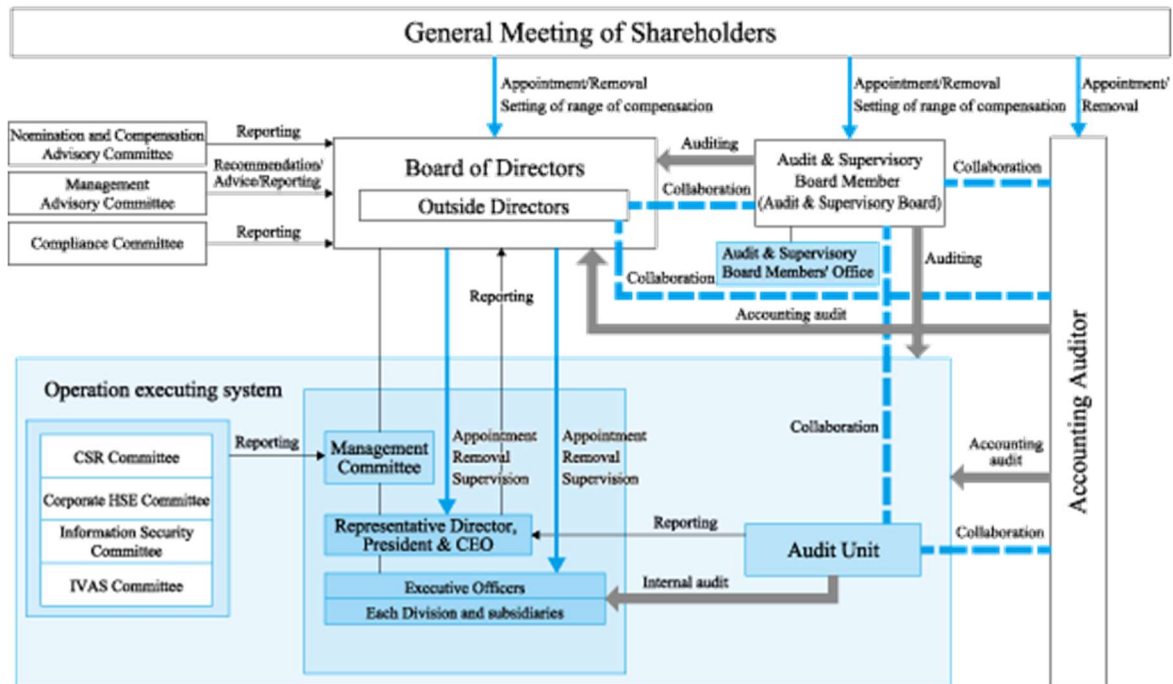 General Meeting of Shareholders
Appointment/Removal
Setting of range of compensation
Appointment/Removal
Setting of range of compensation
Appointment/
Removal
Nomination and Compensation
Advisory Committee
Reporting
Recommendation/
Advice/Reporting
Management
Advisory Committee
Compliance Committee
Reporting
Board of Directors
Outside Directors
Auditing
Collaboration
Audit & Supervisory
Board Member
(Audit & Supervisory Board)
Collaboration
Audit & Supervisory
Board Members' Office
Auditing
Collaboration
Reporting
Accounting audit
Accounting Auditor
Operation executing system
CSR Committee
Corporate HSE Committee
Information Security
Committee
IVAS Committee
Reporting
Management
Committee
Appointment
Removal
Supervision
Appointment
Removal
Supervision
Collaboration
Accounting
audit
Representative Director,
President & CEO
Reporting
Audit Unit
Collaboration
Executive Officers
Each Division and subsidiaries
Internal audit